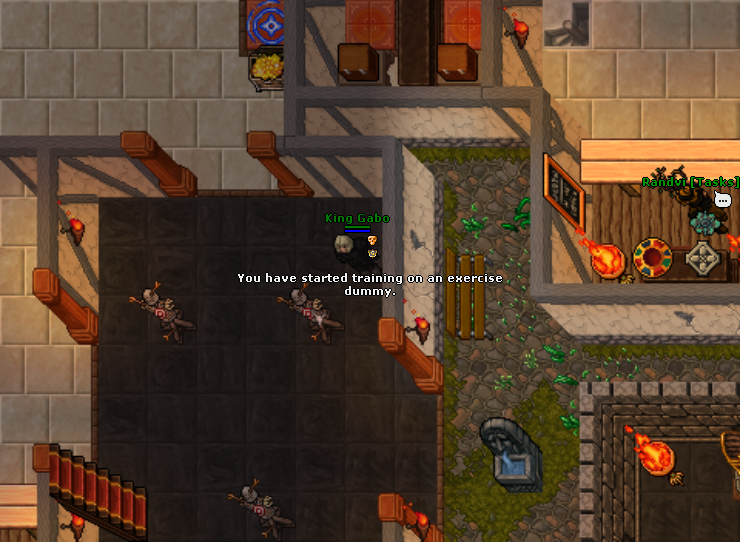 Randvi [Tasks]
...
King Gabo
You have started training on an exercise
dummy.